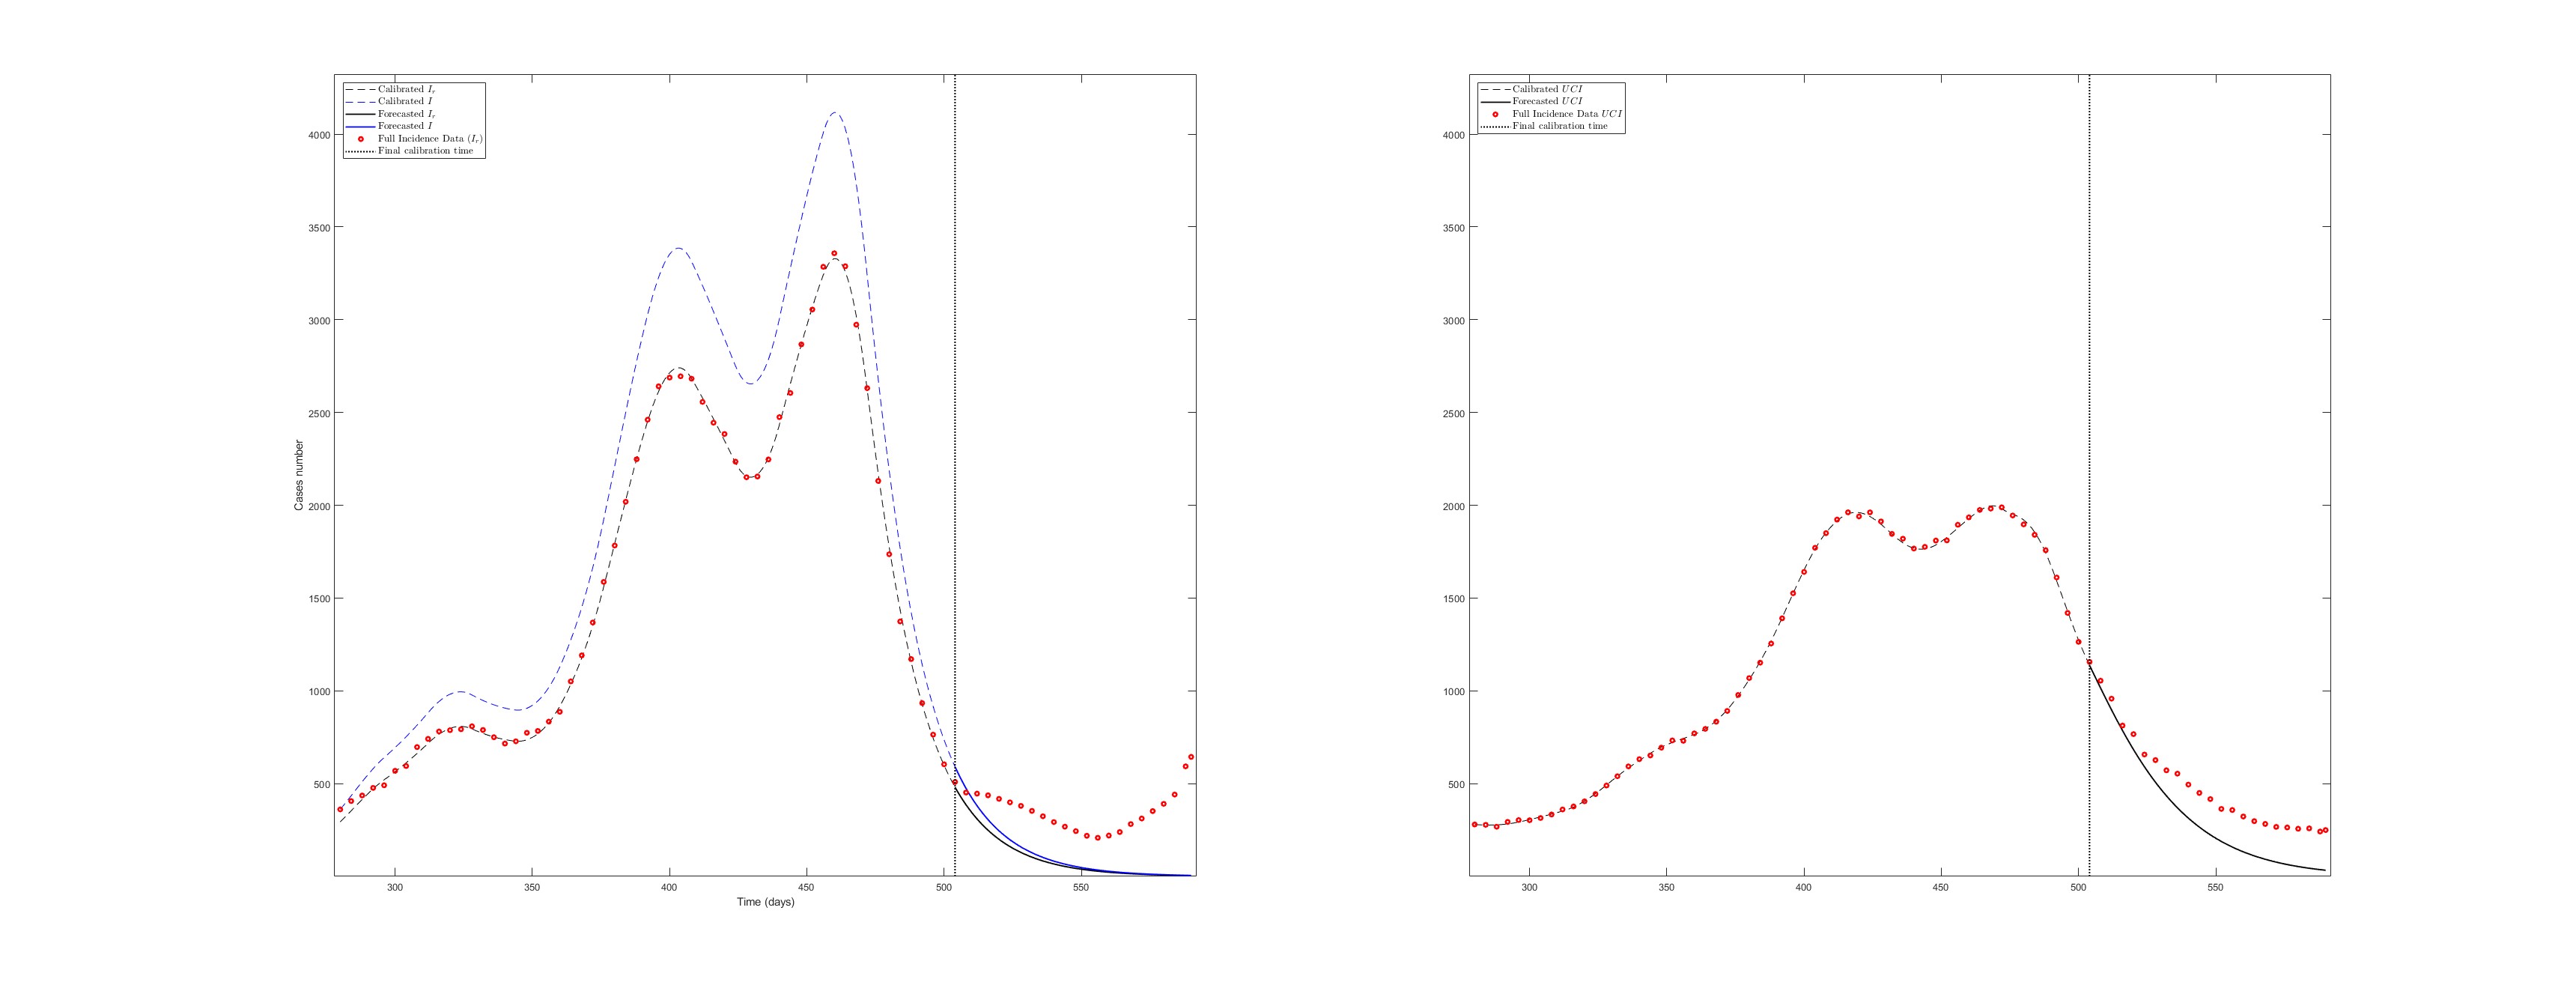 Calibrated I_r
Calibrated I
Forecasted I_r
Forecasted I
Full Incidence Data (I_r)
Final calibration time
4000
3500
3000
2500
2000
1500
1000
500
Cases number
300 350 400 450 500 550
Time (days)
Calibrated UCI
Forecasted UCI
Full Incidence Data UCI
Final calibration time
4000
3500
3000
2500
2000
1500
1000
500
300 350 400 450 500 550